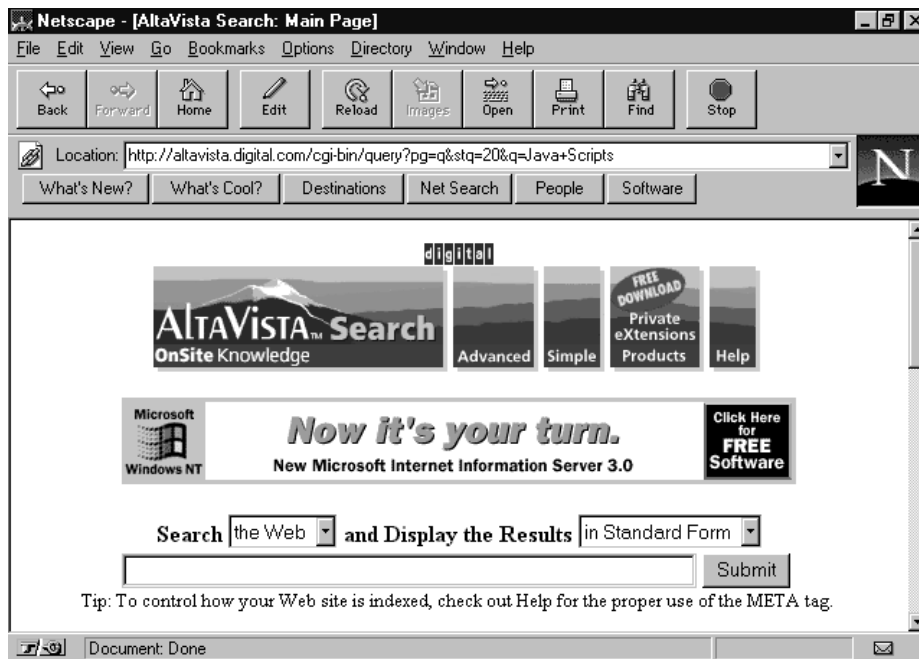 Netscape - [AltaVista Search: Main Page]
File Edit View Go Bookmarks Options Directory Window Help
Back Forward Home Edit Reload Images Open Print Find Stop
Location: http://altavista.digital.com/cgi-bin/query?pg=q&stq=20&q=Java+Scripts
N
What's New? What's Cool? Destinations Net Search People Software
digital
ALTAVISTA™ Search
OnSite Knowledge
Advanced
Simple
FREE
DOWNLOAD
Private
eXtensions
Products
Help
Microsoft
Windows NT
Now it's your turn.
New Microsoft Internet Information Server 3.0
Click Here
for
FREE
Software
Search the Web and Display the Results in Standard Form
Submit
Tip: To control how your Web site is indexed, check out Help for the proper use of the META tag.
Document: Done